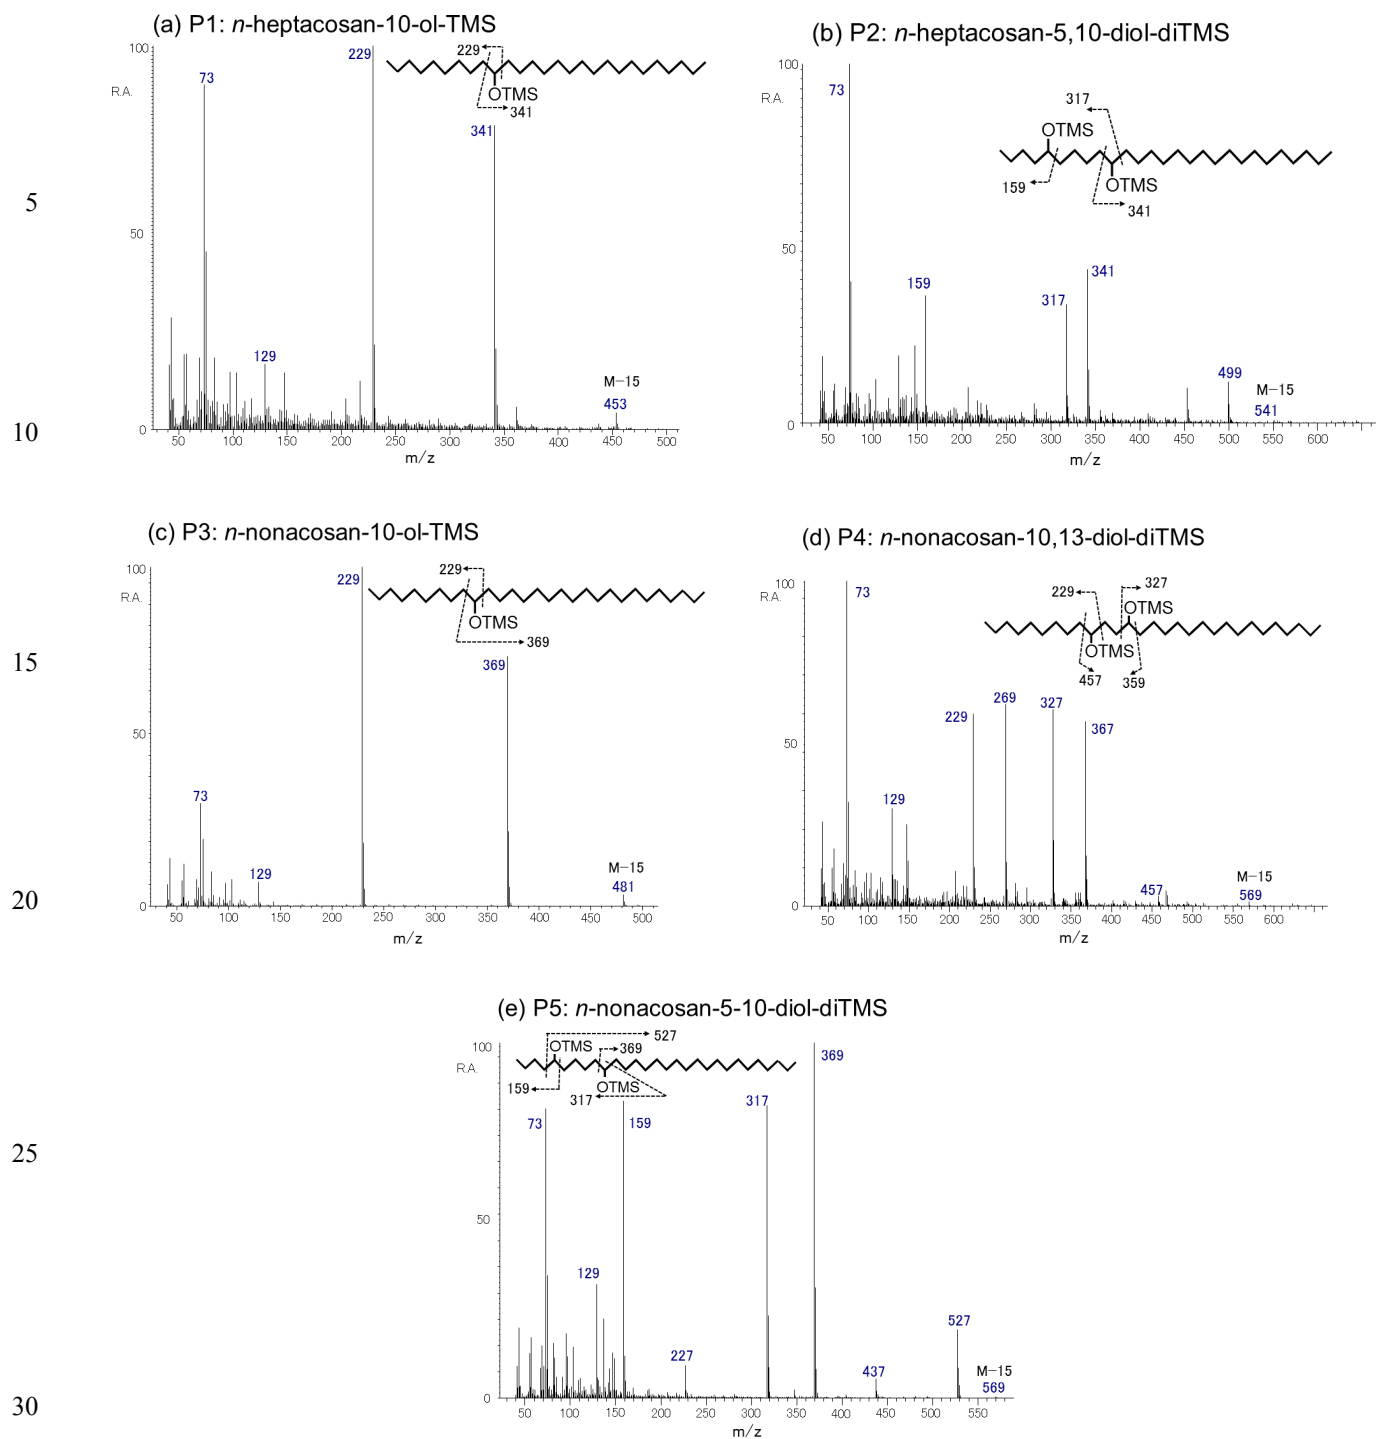 (a) P1: n-heptacosan-10-ol-TMS
100
R.A.
50
0
73
129
229
341
M−15
453
229
OTMS
341
50 100 150 200 250 300 350 400 450 500
m/z
(b) P2: n-heptacosan-5,10-diol-diTMS
100
R.A.
50
0
73
159
317
341
499
M−15
541
317
OTMS
159
OTMS
341
50 100 150 200 250 300 350 400 450 500 550 600
m/z
5
10
(c) P3: n-nonacosan-10-ol-TMS
100
R.A.
50
0
73
129
229
369
M−15
481
229
OTMS
369
50 100 150 200 250 300 350 400 450 500
m/z
(d) P4: n-nonacosan-10,13-diol-diTMS
100
R.A.
50
0
73
129
229
269
327
367
457
M−15
569
229
327
OTMS
OTMS
457
359
50 100 150 200 250 300 350 400 450 500 550 600
m/z
15
20
(e) P5: n-nonacosan-5-10-diol-diTMS
100
R.A.
50
0
527
OTMS
369
159
OTMS
317
73
129
159
227
317
369
437
527
M−15
569
50 100 150 200 250 300 350 400 450 500 550
m/z
25
30